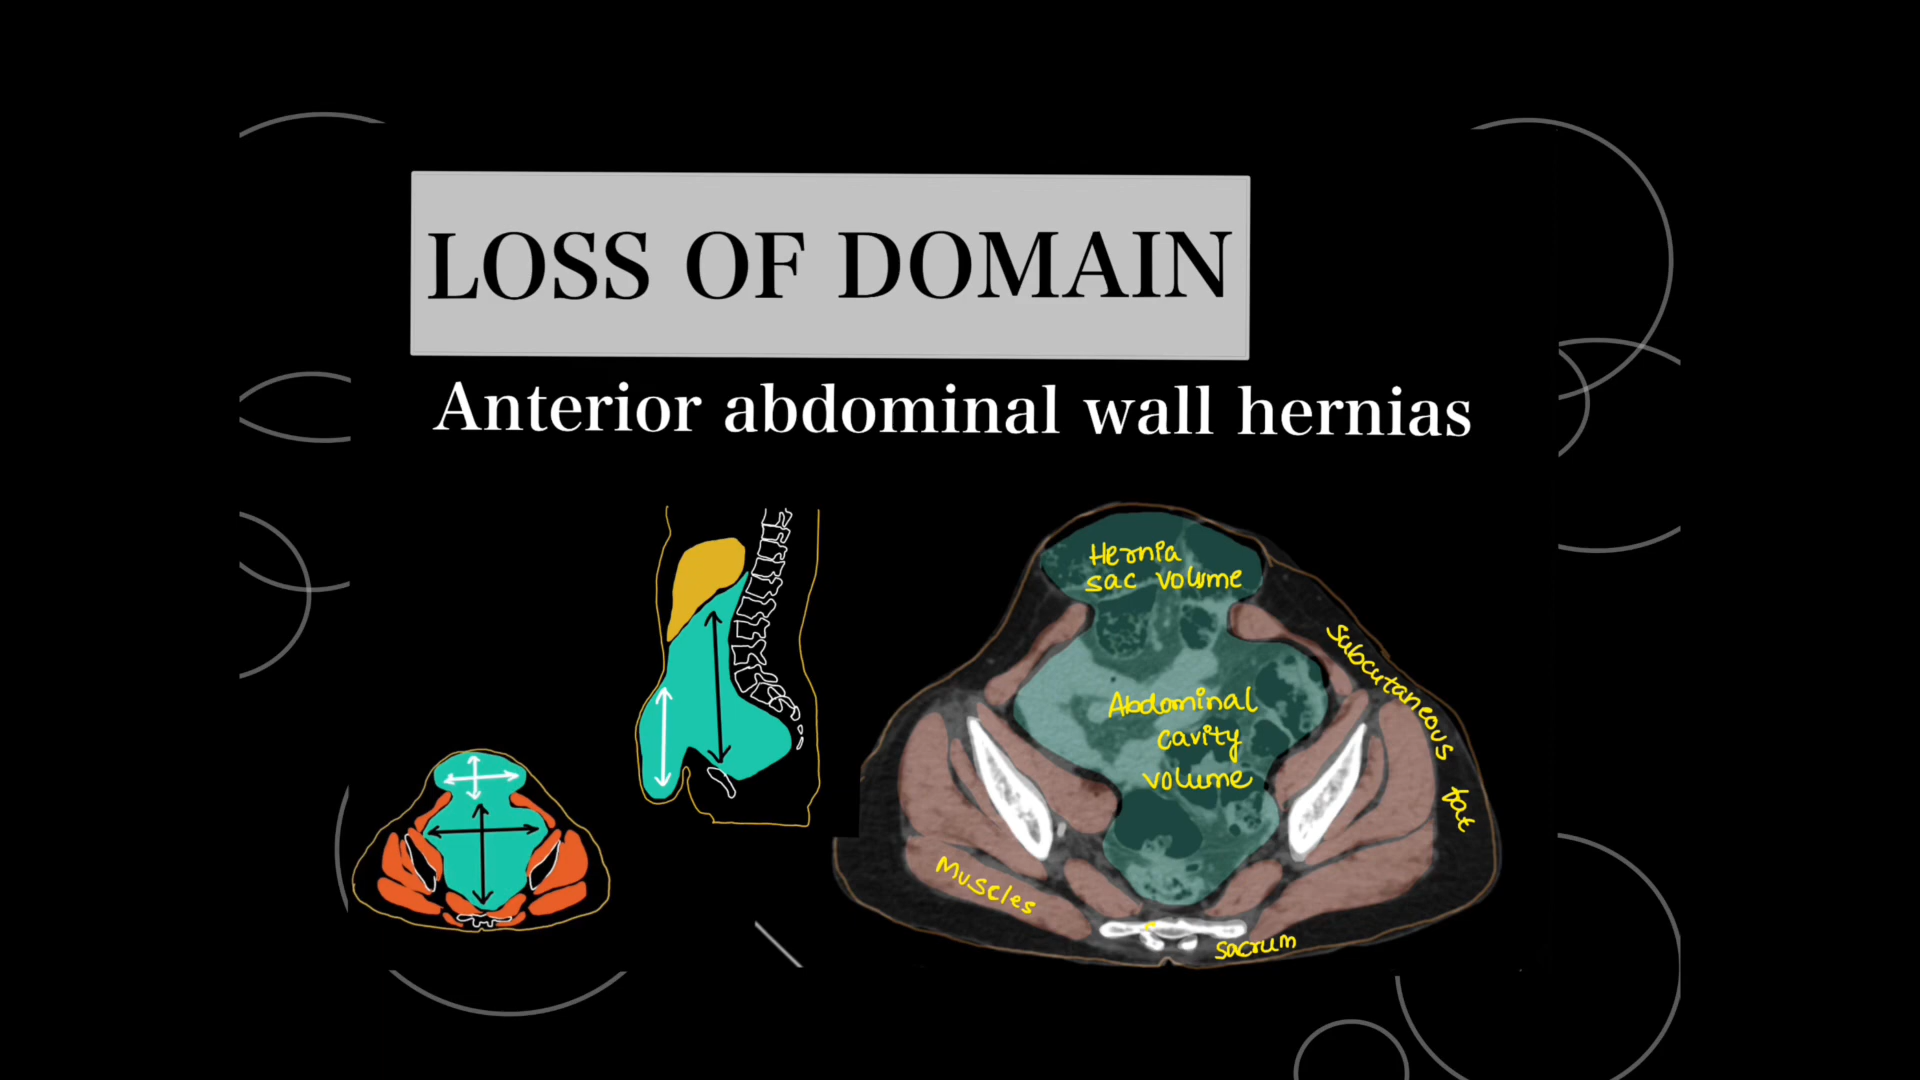 LOSS OF DOMAIN
Anterior abdominal wall hernias
Hernia
sac volume
Abdominal
cavity
volume
Subcutaneous fat
Muscles
Sacrum